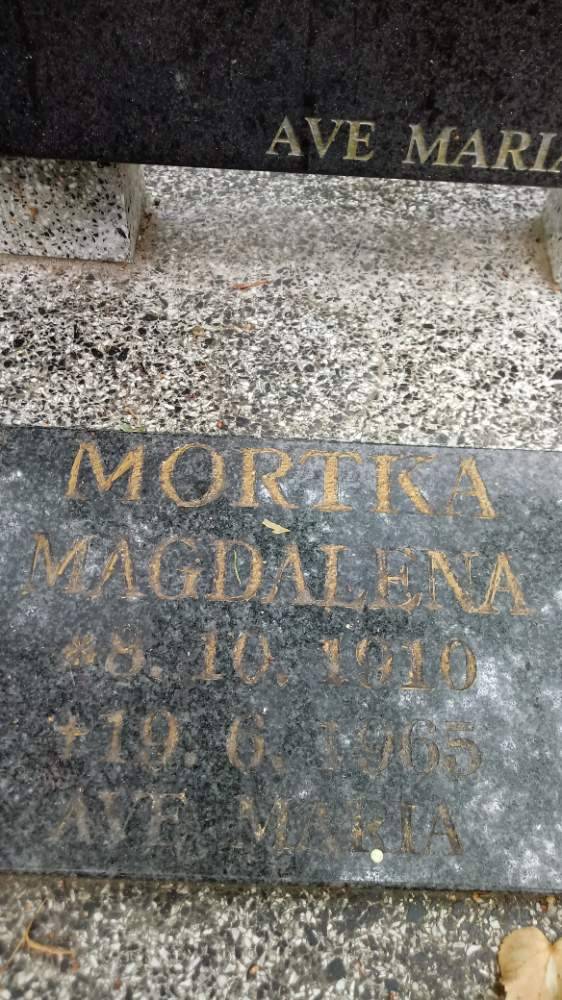 AVE MARIA
MORTKA
MAGDALENA
*8. 10. 1910
+19. 6. 1965
AVE MARIA